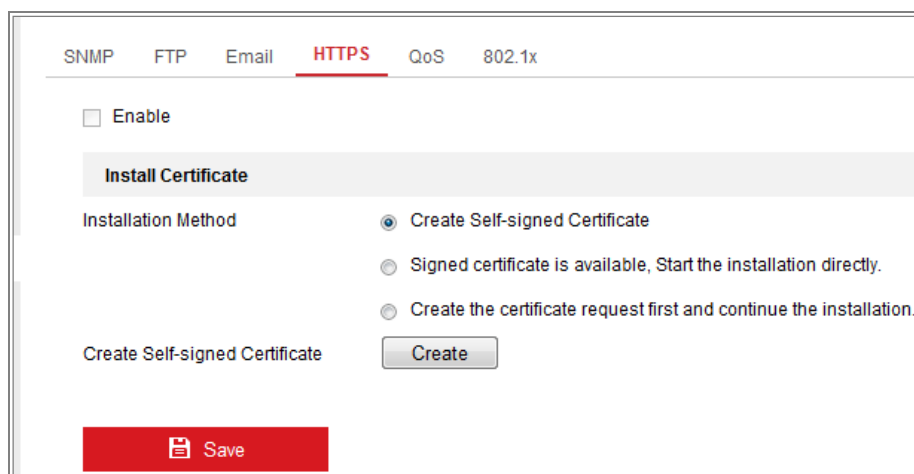 SNMP FTP Email HTTPS QoS 802.1x
Enable
Install Certificate
Installation Method Create Self-signed Certificate
Signed certificate is available, Start the installation directly.
Create the certificate request first and continue the installation.
Create Self-signed Certificate Create
Save